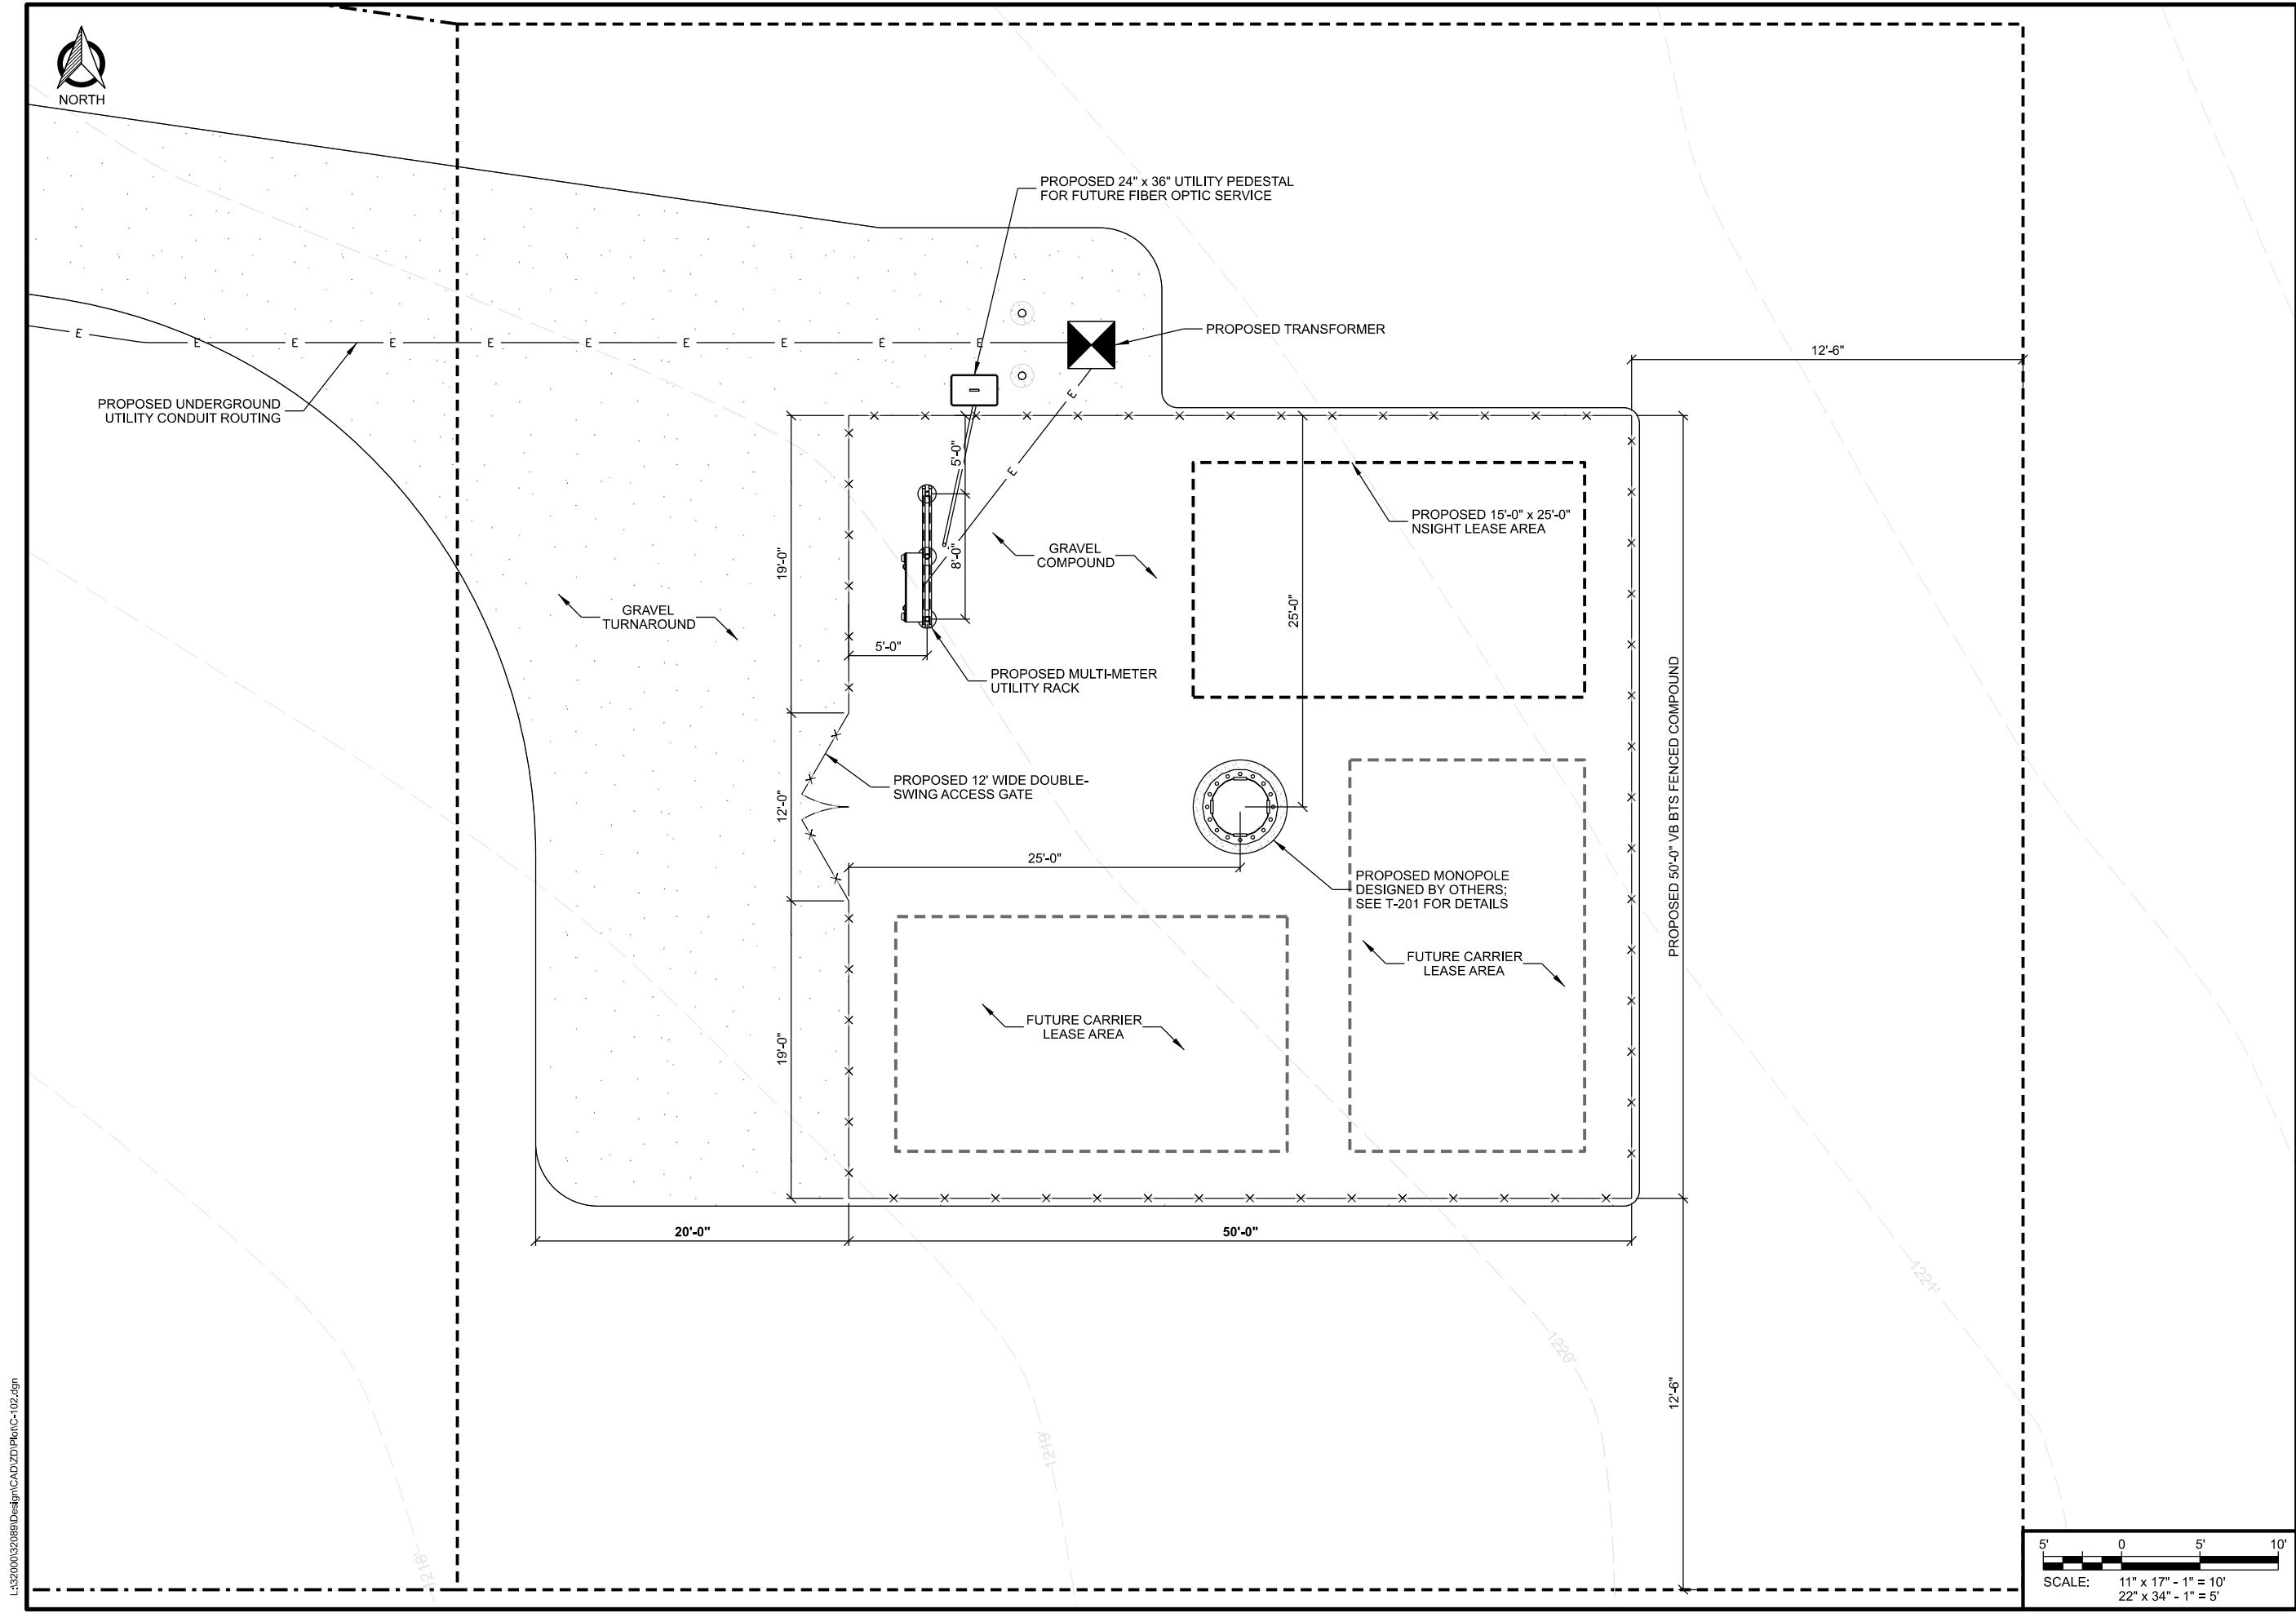 NORTH
PROPOSED 24" x 36" UTILITY PEDESTAL
FOR FUTURE FIBER OPTIC SERVICE
PROPOSED TRANSFORMER
12'-6"
E
E E E E E E E E E
PROPOSED UNDERGROUND
UTILITY CONDUIT ROUTING
E
E
5'-0"
8'-0"
19'-0"
PROPOSED 15'-0" x 25'-0"
NSIGHT LEASE AREA
GRAVEL
COMPOUND
GRAVEL
TURNAROUND
25'-0"
5'-0"
PROPOSED MULTI-METER
UTILITY RACK
PROPOSED 50'-0" VB BTS FENCED COMPOUND
PROPOSED 12' WIDE DOUBLE-
SWING ACCESS GATE
12'-0"
25'-0"
PROPOSED MONOPOLE
DESIGNED BY OTHERS;
SEE T-201 FOR DETAILS
FUTURE CARRIER
LEASE AREA
FUTURE CARRIER
LEASE AREA
19'-0"
20'-0"
50'-0"
1221'
1220'
1219'
1218'
12'-6"
5' 0 5' 10'
SCALE: 11" x 17" - 1" = 10'
22" x 34" - 1" = 5'
L:\32000\32089\Design\CAD\ZD\Plot\C-102.dgn